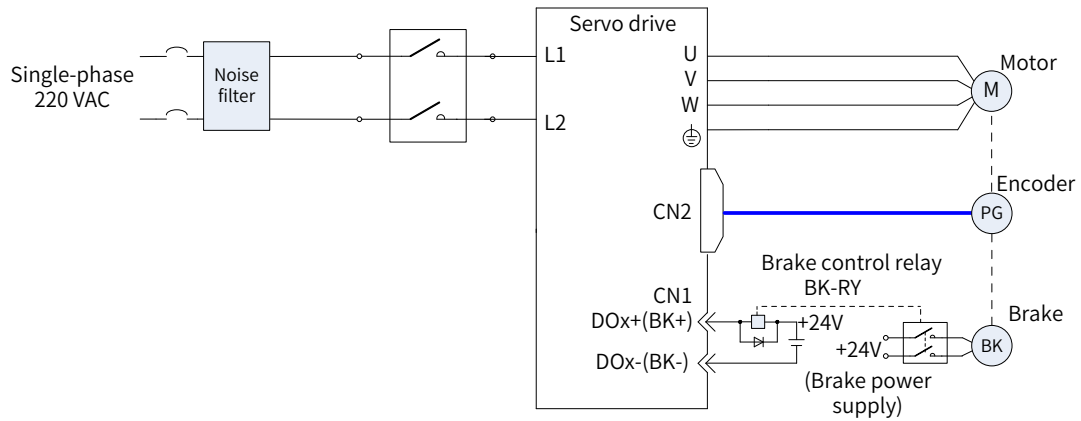 Single-phase
220 VAC
Noise
filter
Servo drive
L1
L2
U
V
W
Motor
M
CN2
Encoder
PG
CN1
DOx+(BK+)
DOx-(BK-)
Brake control relay
BK-RY
+24V
+24V
(Brake power
supply)
Brake
BK